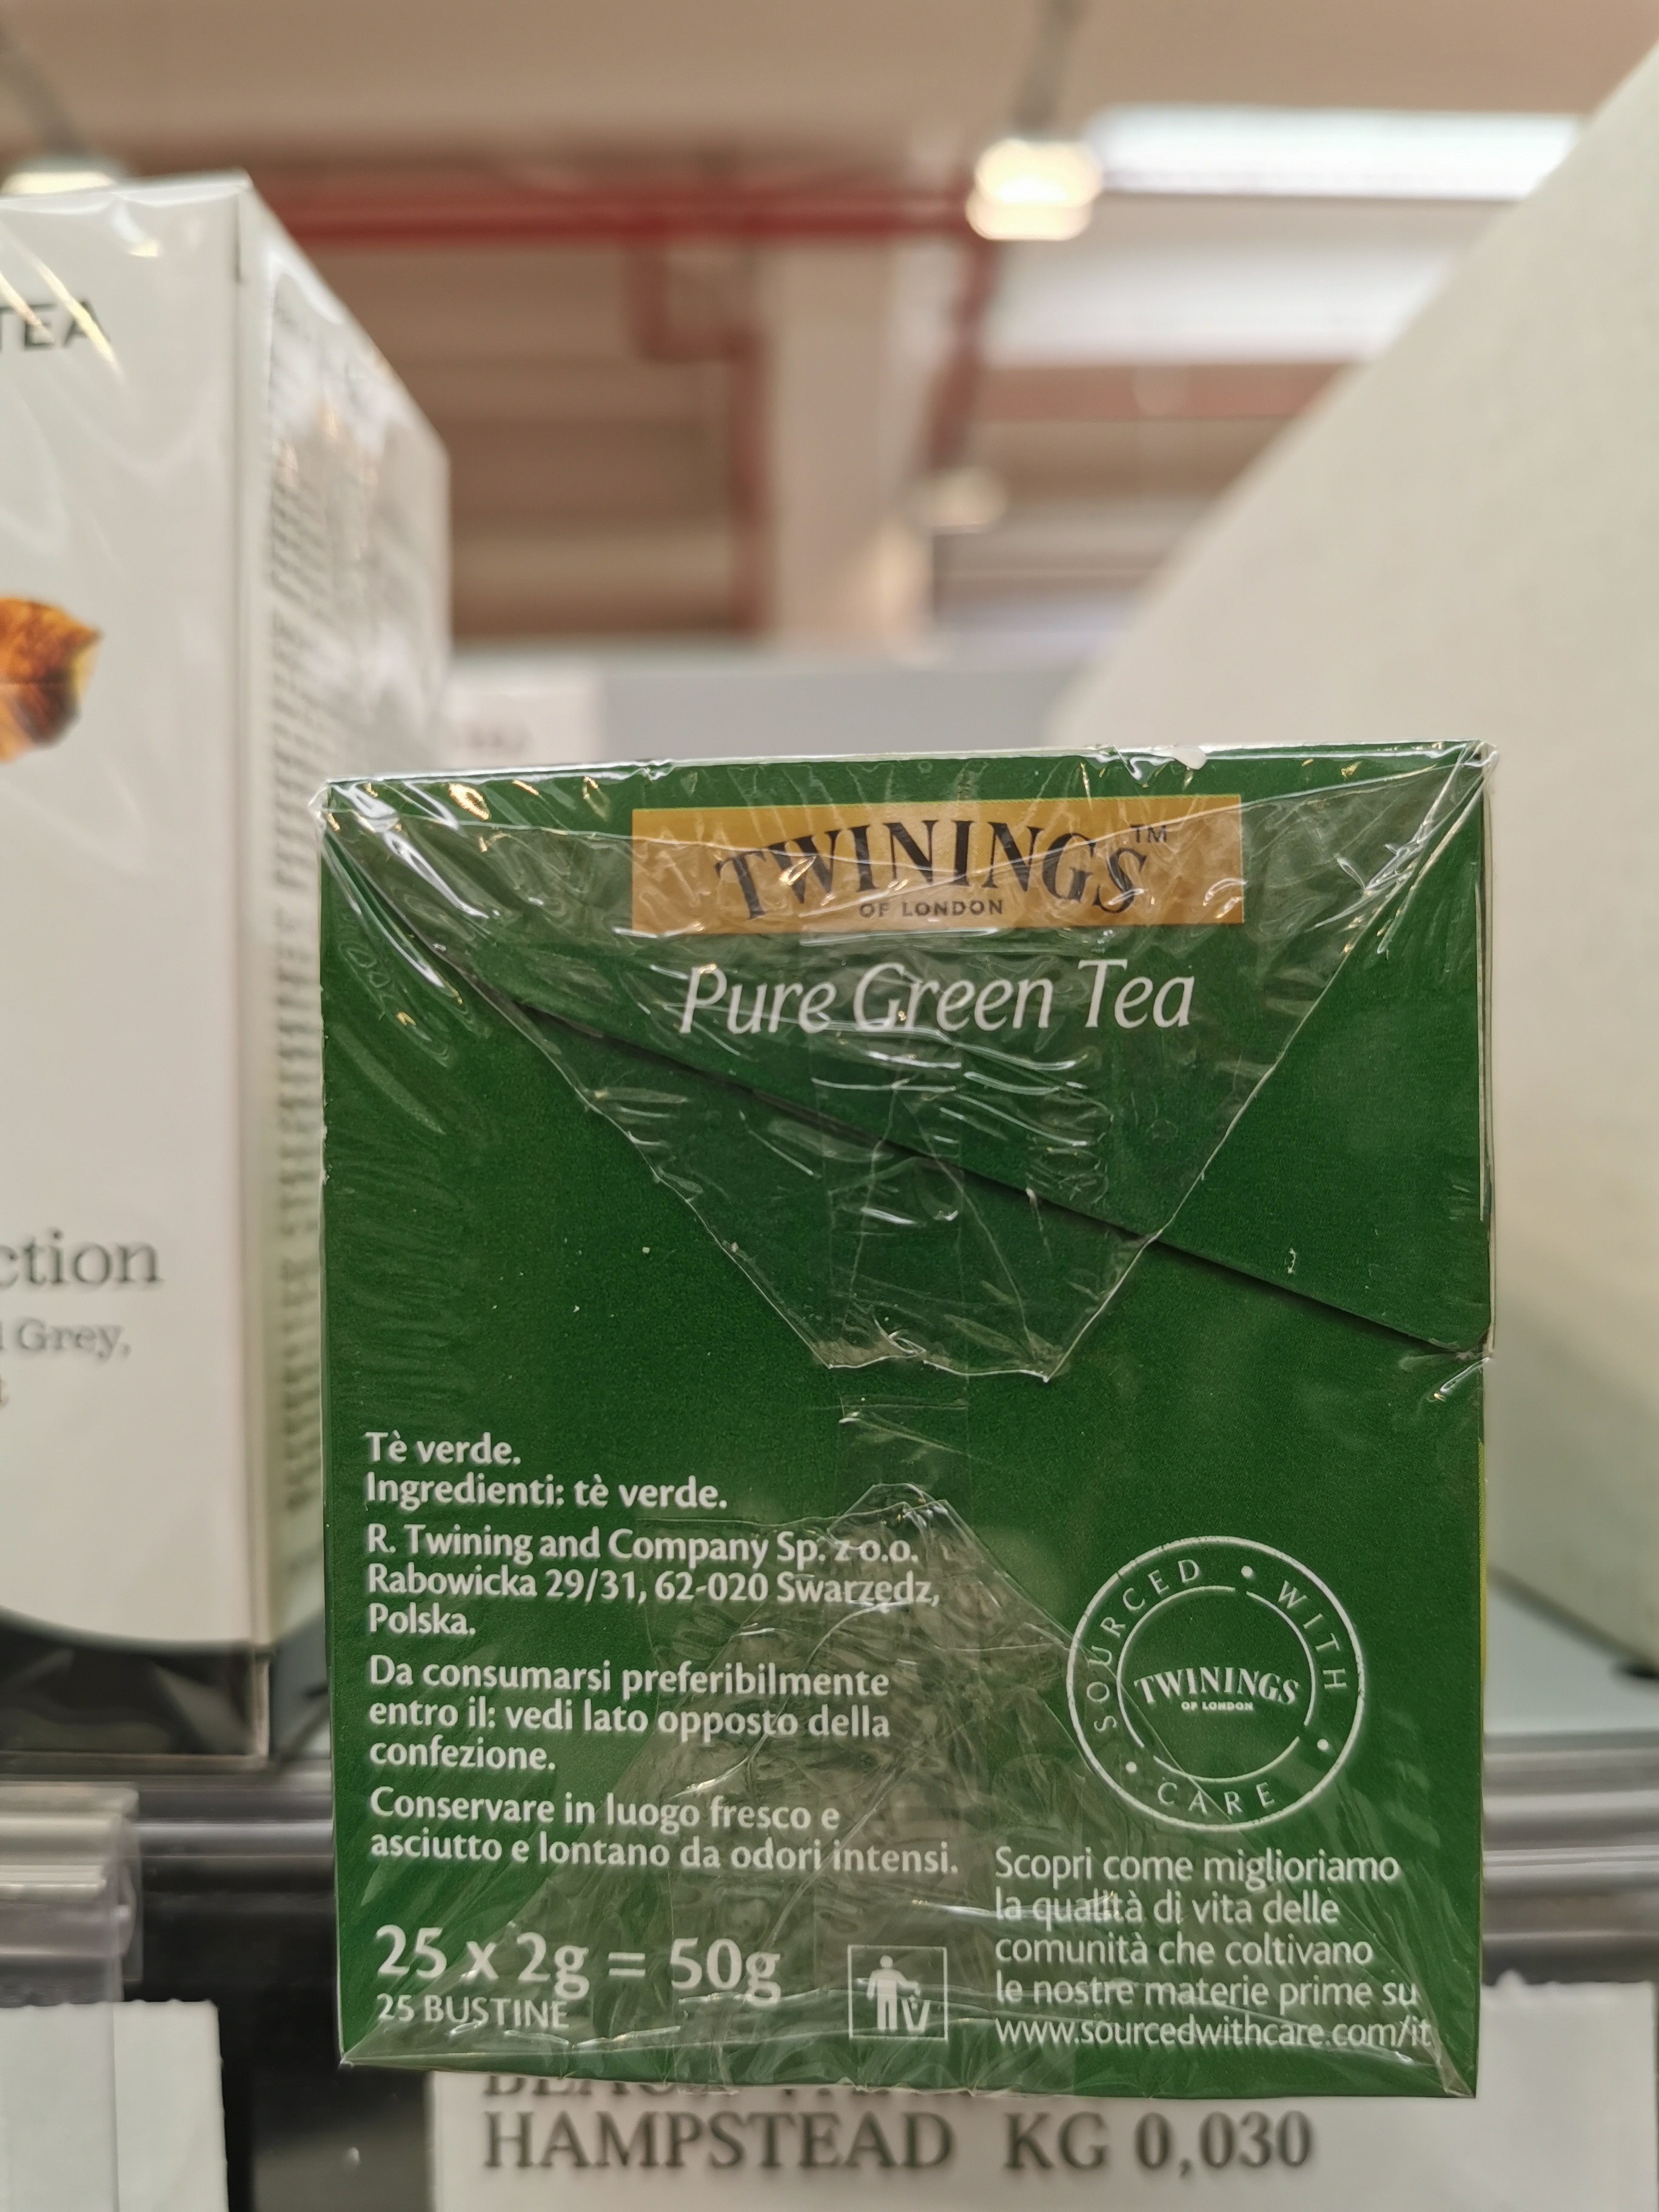 TEA
ction
Grey,
TWININGS™
OF LONDON
Pure Green Tea
Tè verde.
Ingredienti: tè verde.
R. Twining and Company Sp. z o.o.
Rabowicka 29/31, 62-020 Swarzędz,
Polska.
Da consumarsi preferibilmente
entro il: vedi lato opposto della
confezione.
Conservare in luogo fresco e
asciutto e lontano da odori intensi.
25 x 2g = 50g
25 BUSTINE
SOURCED • WITH • CARE •
TWININGS
OF LONDON
Scopri come miglioriamo
la qualità di vita delle
comunità che coltivano
le nostre materie prime su
www.sourcedwithcare.com/it
HAMPSTEAD KG 0,030